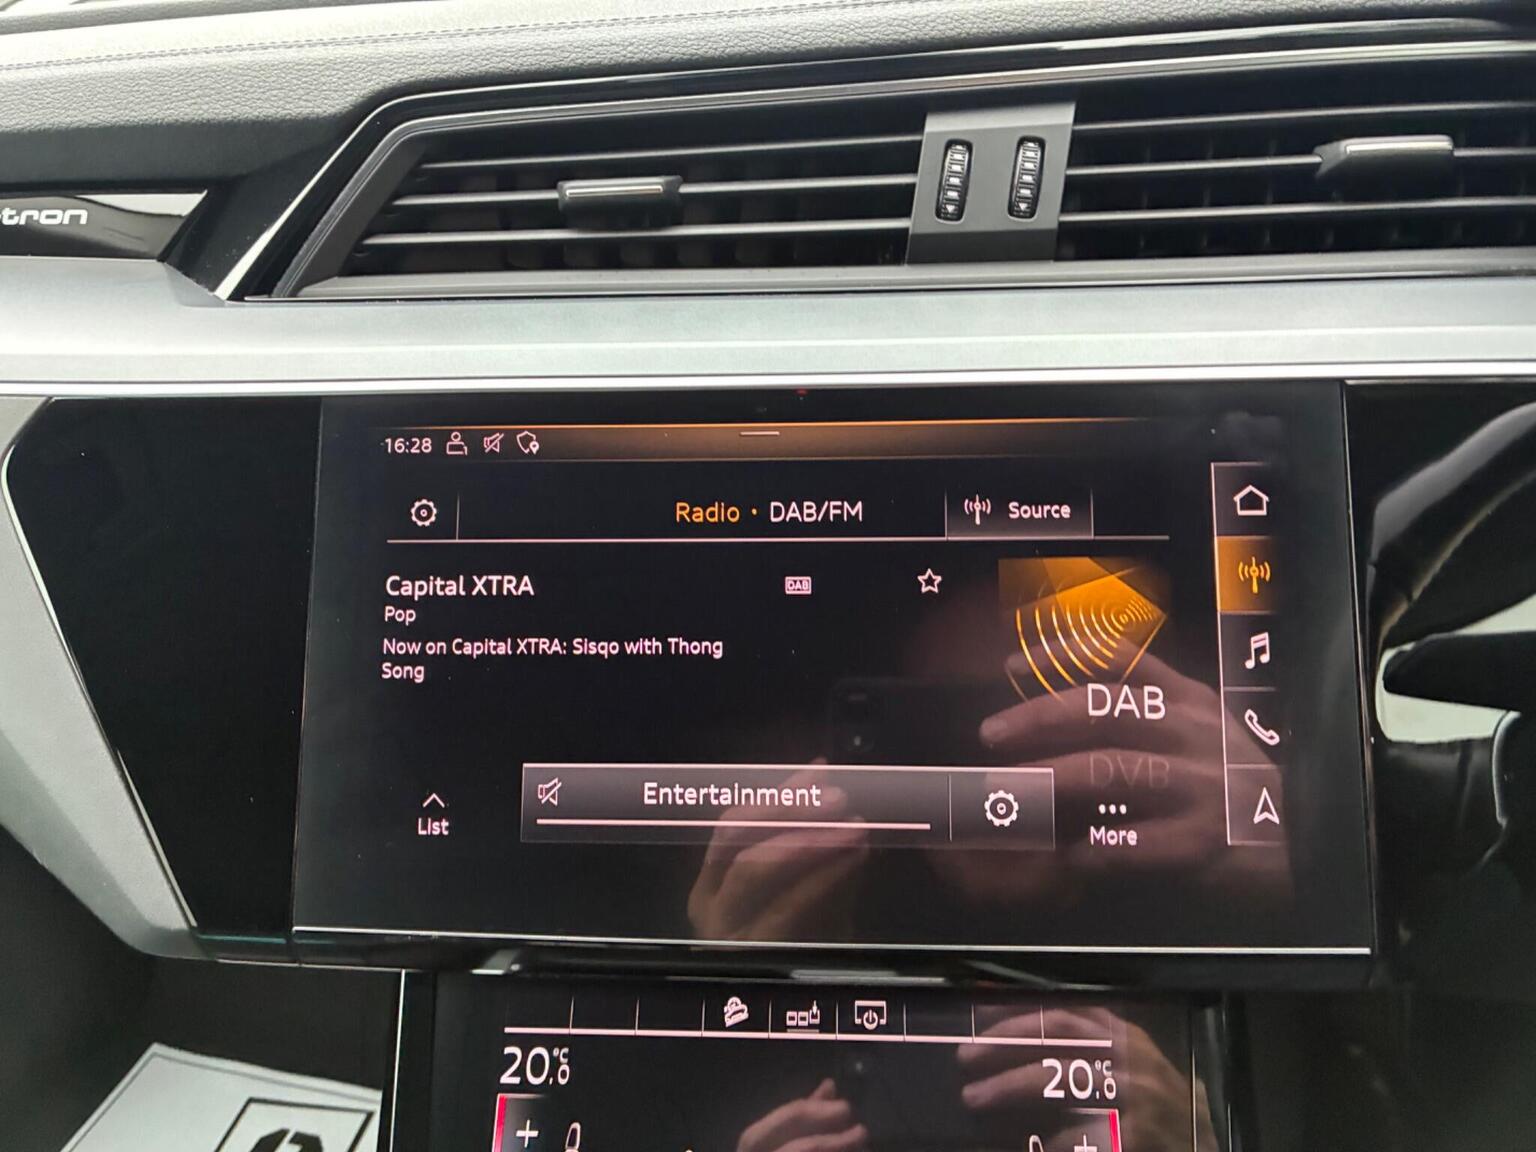 tron
16:28
Radio • DAB/FM
Source
Capital XTRA
DAB
Pop
Now on Capital XTRA: Sisqo with Thong
Song
DAB
Entertainment
List
More
20.0°C
20.0°C